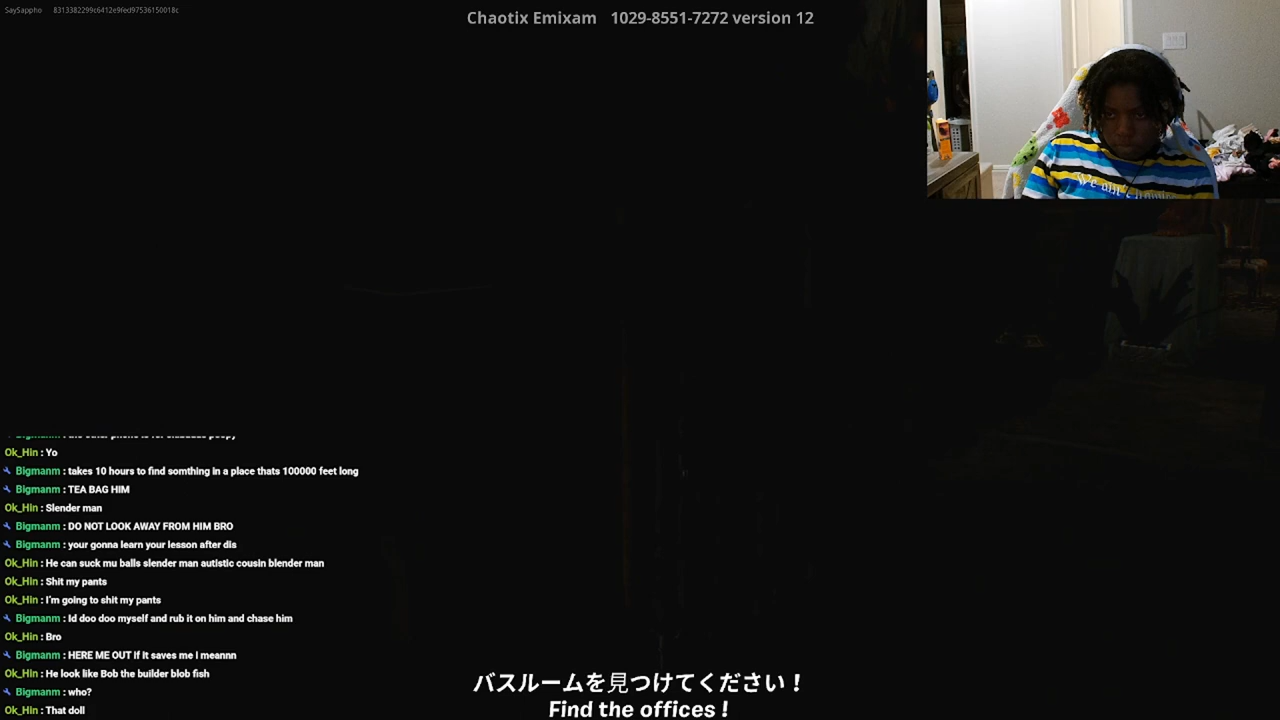 SaySappho 8313382299c6412e9fed97536150018c
Chaotix Emixam 1029-8551-7272 version 12
We are
Ok_Hin : Yo
Bigmanm : takes 10 hours to find somthing in a place thats 100000 feet long
Bigmanm : TEA BAG HIM
Ok_Hin : Slender man
Bigmanm : DO NOT LOOK AWAY FROM HIM BRO
Bigmanm : your gonna learn your lesson after dis
Ok_Hin : He can suck mu balls slender man autistic cousin blender man
Ok_Hin : Shit my pants
Ok_Hin : I'm going to shit my pants
Bigmanm : Id doo doo myself and rub it on him and chase him
Ok_Hin : Bro
Bigmanm : HERE ME OUT if it saves me I meannn
Ok_Hin : He look like Bob the builder blob fish
Bigmanm : who?
Ok_Hin : That doll
バスルームを見つけてください！
Find the offices !